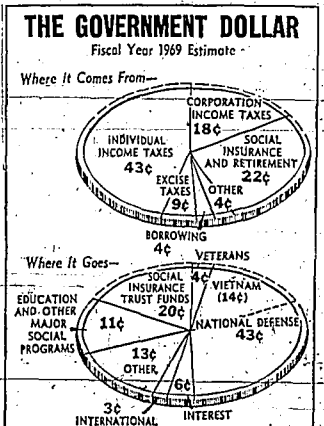 THE GOVERNMENT DOLLAR
Fiscal Year 1969 Estimate
Where It Comes From—
CORPORATION
INCOME TAXES
18¢
INDIVIDUAL
INCOME TAXES
43¢
SOCIAL
INSURANCE
AND RETIREMENT
22¢
EXCISE
TAXES
9¢
OTHER
4¢
BORROWING
4¢
Where It Goes—
VETERANS
4¢
SOCIAL
INSURANCE
TRUST FUNDS
20¢
VIETNAM
(14¢)
NATIONAL DEFENSE
43¢
EDUCATION
AND OTHER
MAJOR
SOCIAL
PROGRAMS
11¢
13¢
OTHER
6¢
3¢
INTERNATIONAL
INTEREST